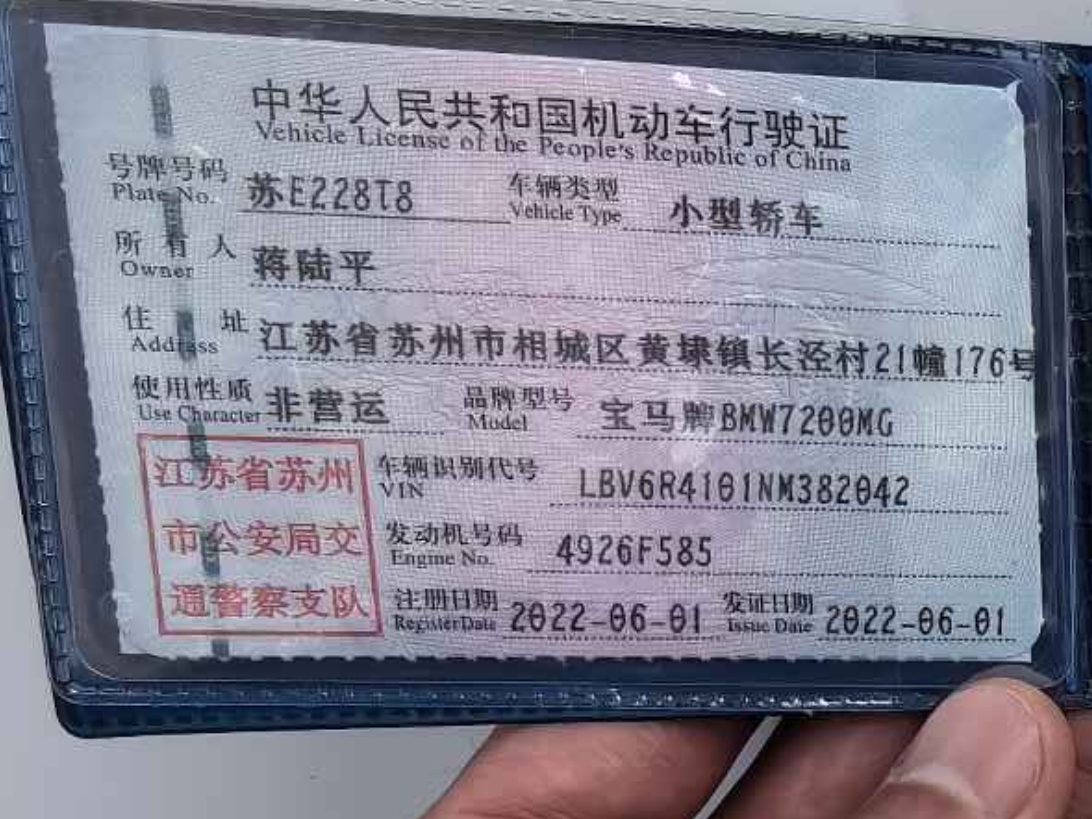 中华人民共和国机动车行驶证
Vehicle License of the People's Republic of China
号牌号码 苏E228T8 车辆类型 小型轿车
Plate No. Vehicle Type
所有人 蒋陆平
Owner
住址 江苏省苏州市相城区黄埭镇长泾村21幢176号
Address
使用性质 非营运 品牌型号 宝马牌BMW7200MG
Use Character Model
江苏省苏州 车辆识别代号 LBV6R4101NM382042
VIN
市公安局交 发动机号码 4926F585
Engine No.
通警察支队 注册日期 2022-06-01 发证日期 2022-06-01
Register Date Issue Date